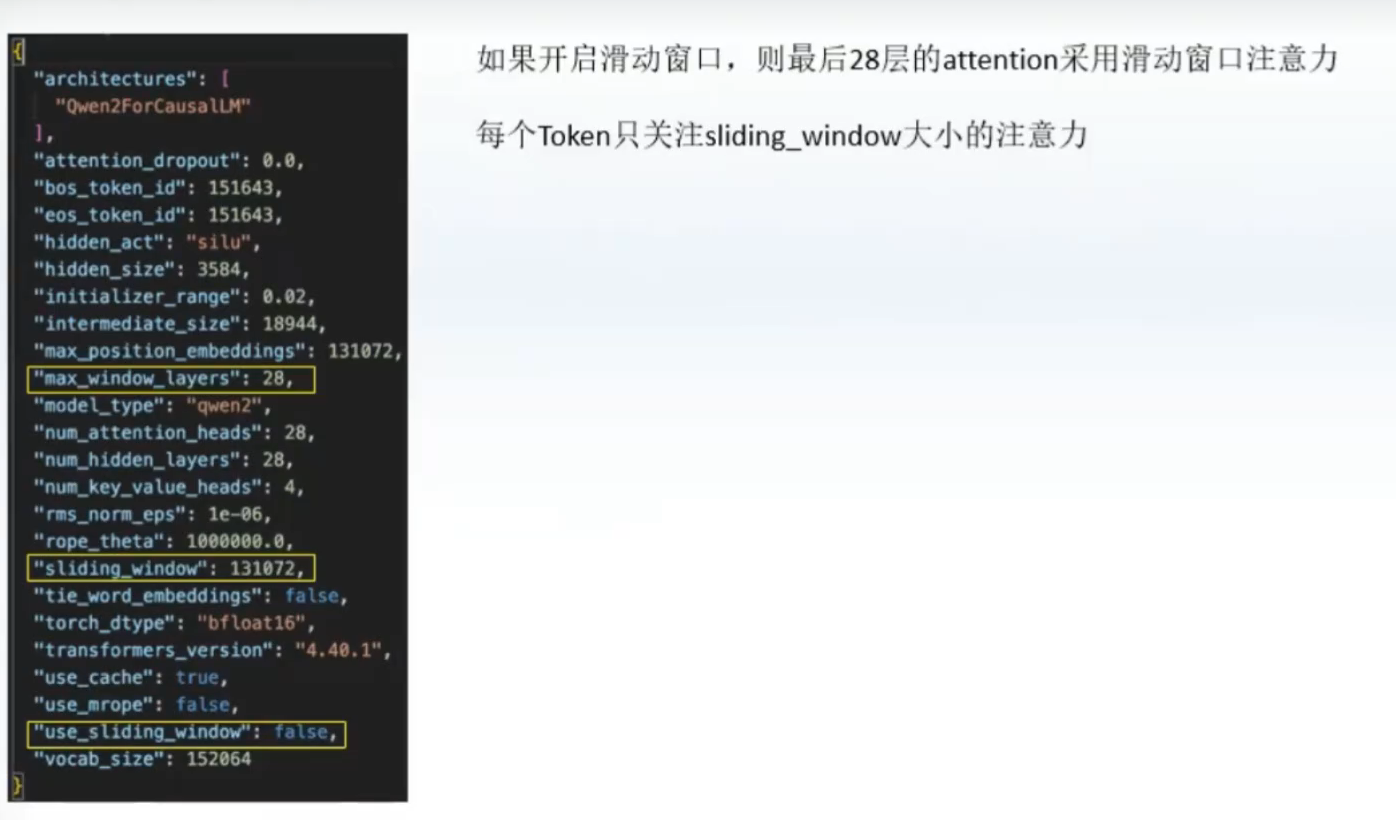 {
"architectures": [
"Qwen2ForCausalLM"
],
"attention_dropout": 0.0,
"bos_token_id": 151643,
"eos_token_id": 151643,
"hidden_act": "silu",
"hidden_size": 3584,
"initializer_range": 0.02,
"intermediate_size": 18944,
"max_position_embeddings": 131072,
"max_window_layers": 28,
"model_type": "qwen2",
"num_attention_heads": 28,
"num_hidden_layers": 28,
"num_key_value_heads": 4,
"rms_norm_eps": 1e-06,
"rope_theta": 1000000.0,
"sliding_window": 131072,
"tie_word_embeddings": false,
"torch_dtype": "bfloat16",
"transformers_version": "4.40.1",
"use_cache": true,
"use_mrope": false,
"use_sliding_window": false,
"vocab_size": 152064
}
如果开启滑动窗口，则最后28层的attention采用滑动窗口注意力
每个Token只关注sliding_window大小的注意力